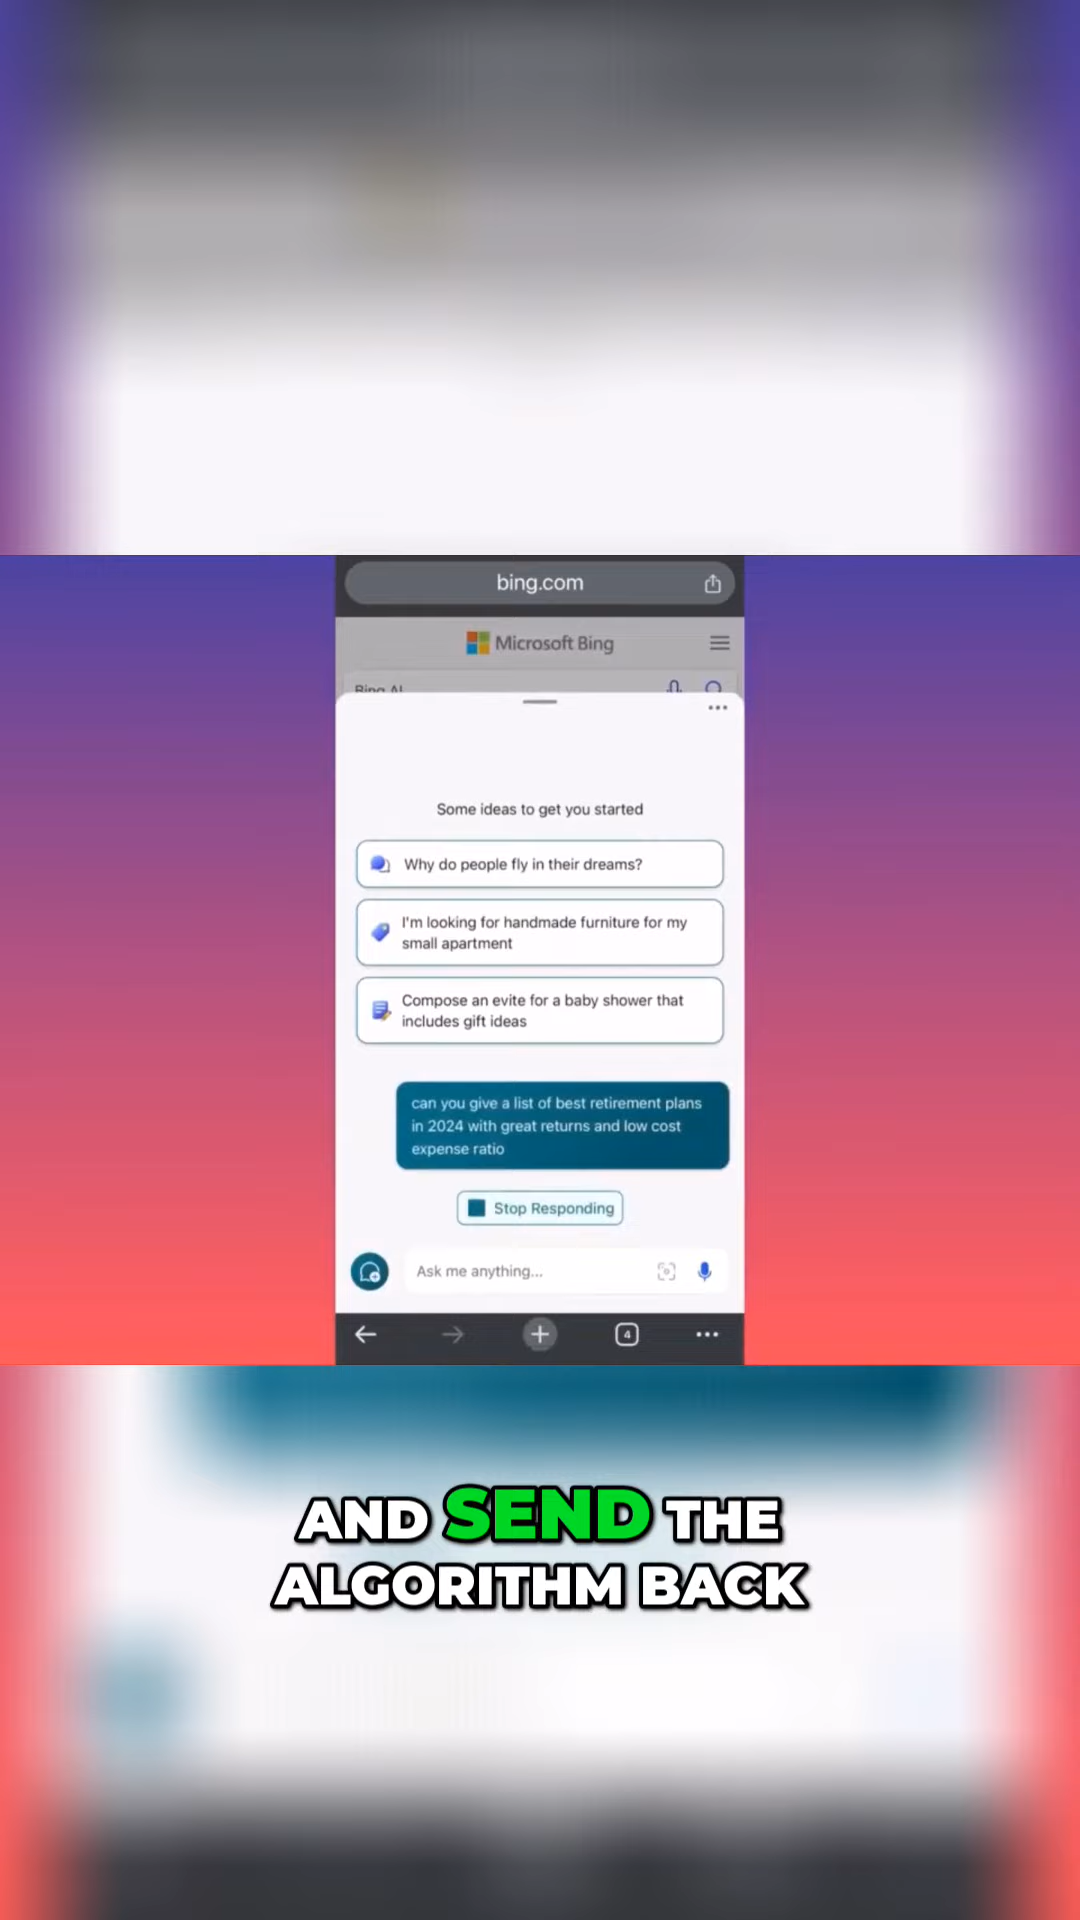 bing.com
Microsoft Bing
Bing AI
Some ideas to get you started
Why do people fly in their dreams?
I'm looking for handmade furniture for my
small apartment
Compose an evite for a baby shower that
includes gift ideas
can you give a list of best retirement plans
in 2024 with great returns and low cost
expense ratio
Stop Responding
Ask me anything...
4
AND SEND THE
ALGORITHM BACK